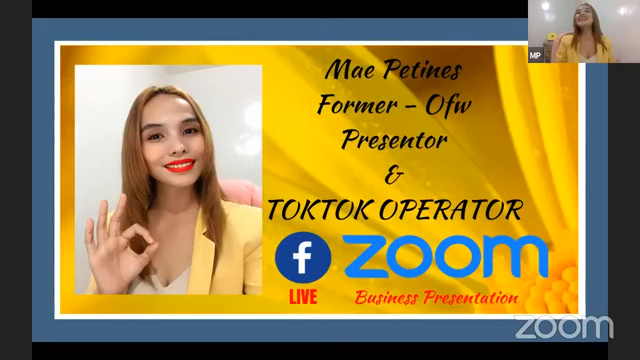 MP
Mae Petines
Former - Ofw
Presentor
&
TOKTOK OPERATOR
f zoom
LIVE Business Presentation
zoom